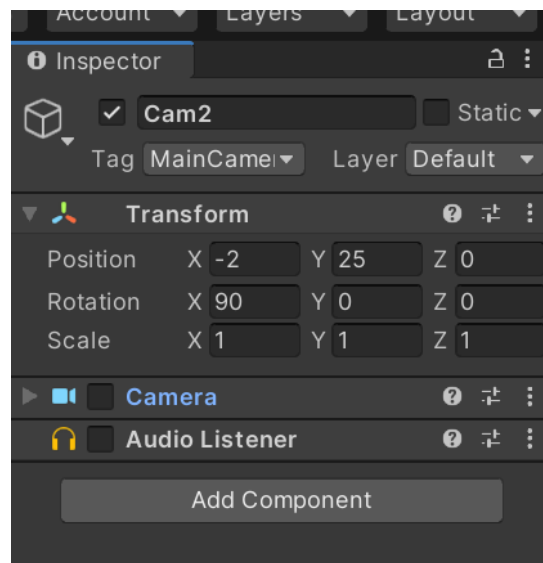 Account Layers Layout
Inspector
Cam2 Static
Tag MainCame Layer Default
Transform
Position X -2 Y 25 Z 0
Rotation X 90 Y 0 Z 0
Scale X 1 Y 1 Z 1
Camera
Audio Listener
Add Component